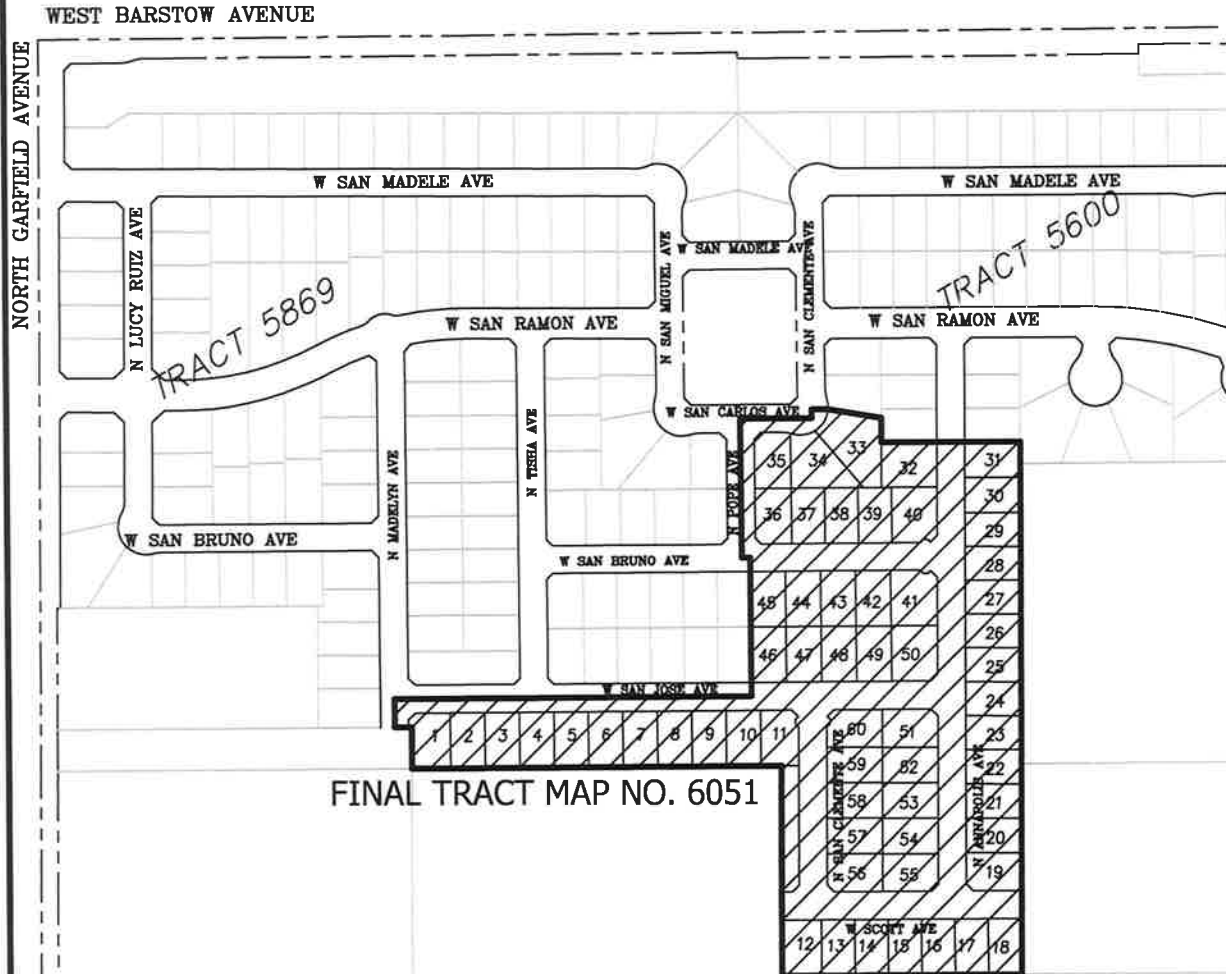 WEST BARSTOW AVENUE
NORTH GARFIELD AVENUE
W SAN MADELE AVE
W SAN MADELE AVE
N LUCY RUIZ AVE
TRACT 5869
N SAN MIGUEL AVE
W SAN MADELE AVE
N SAN CLEMENTE AVE
TRACT 5600
W SAN RAMON AVE
W SAN RAMON AVE
W SAN CARLOS AVE
N MADELYN AVE
N TISHA AVE
N POPE AVE
35 34 33 32 31
30
36 37 38 39 40
29
W SAN BRUNO AVE
W SAN BRUNO AVE
28
45 44 43 42 41
27
26
46 47 48 49 50
25
W SAN JOSE AVE
24
1 2 3 4 5 6 7 8 9 10 11
N SAN CLEMENTE AVE
60 51
23
59 52
22
N ANNAPOLIS AVE
FINAL TRACT MAP NO. 6051
58 53
21
57 54
20
56 55
19
W SCOTT AVE
12 13 14 15 16 17 18